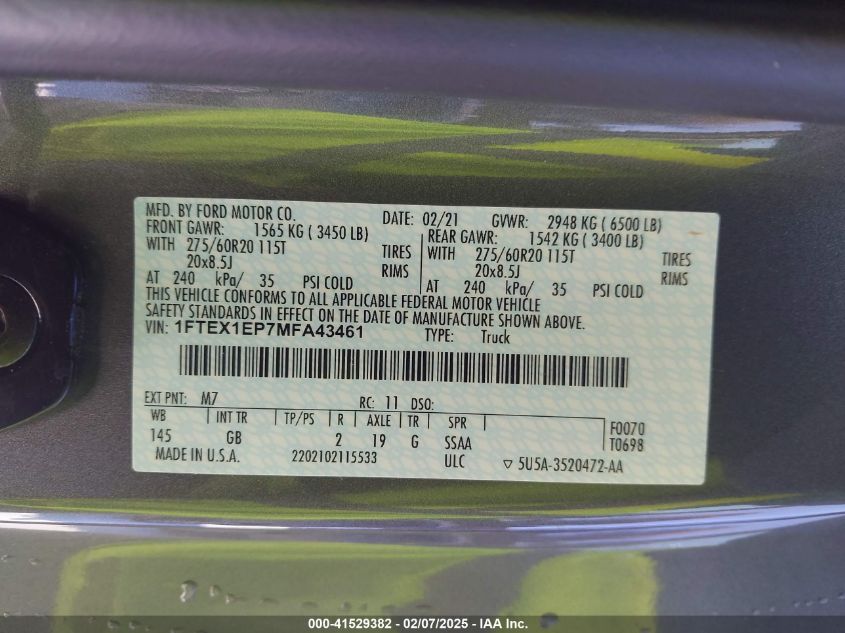 MFD. BY FORD MOTOR CO. DATE: 02/21 GVWR: 2948 KG ( 6500 LB)
FRONT GAWR: 1565 KG ( 3450 LB) REAR GAWR: 1542 KG ( 3400 LB)
WITH 275/60R20 115T TIRES WITH 275/60R20 115T TIRES
20x8.5J RIMS 20x8.5J RIMS
AT 240 kPa/ 35 PSI COLD AT 240 kPa/ 35 PSI COLD
THIS VEHICLE CONFORMS TO ALL APPLICABLE FEDERAL MOTOR VEHICLE
SAFETY STANDARDS IN EFFECT ON THE DATE OF MANUFACTURE SHOWN ABOVE.
VIN: 1FTEX1EP7MFA43461 TYPE: Truck
EXT PNT: M7 RC: 11 DSO:
WB INT TR TP/PS R AXLE TR SPR F0070
145 GB 2 19 G SSAA T0698
MADE IN U.S.A. 2202102115533 ULC ▽ 5U5A-3520472-AA
000-41529382 - 02/07/2025 - IAA Inc.